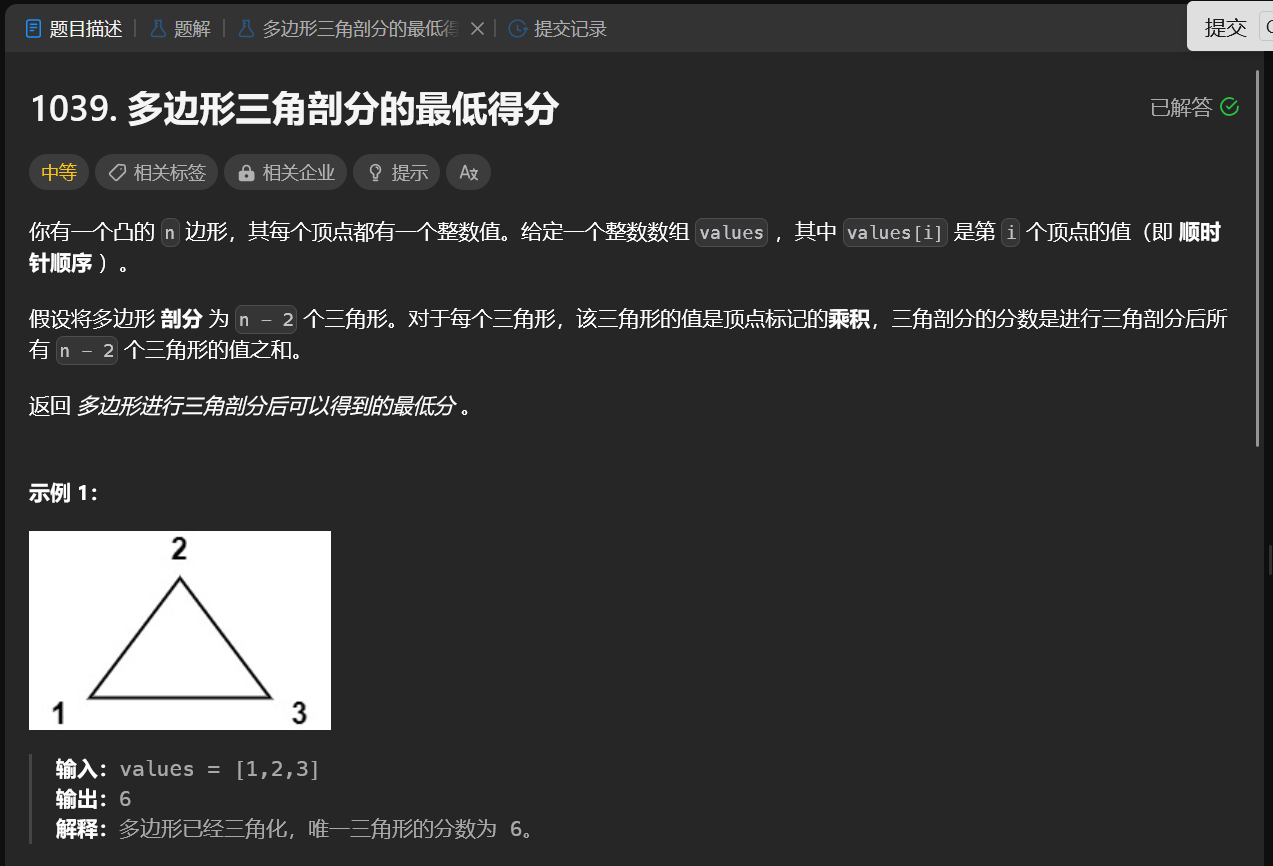 题目描述 题解 多边形三角剖分的最低得 提交记录 提交
1039. 多边形三角剖分的最低得分
已解答
中等 相关标签 相关企业 提示
你有一个凸的 n 边形，其每个顶点都有一个整数值。给定一个整数数组 values ，其中 values[i] 是第 i 个顶点的值（即 顺时
针顺序 ）。
假设将多边形 剖分 为 n - 2 个三角形。对于每个三角形，该三角形的值是顶点标记的乘积，三角剖分的分数是进行三角剖分后所
有 n - 2 个三角形的值之和。
返回 多边形进行三角剖分后可以得到的最低分 。
示例 1：
2
1 3
输入：values = [1,2,3]
输出：6
解释：多边形已经三角化，唯一三角形的分数为 6。